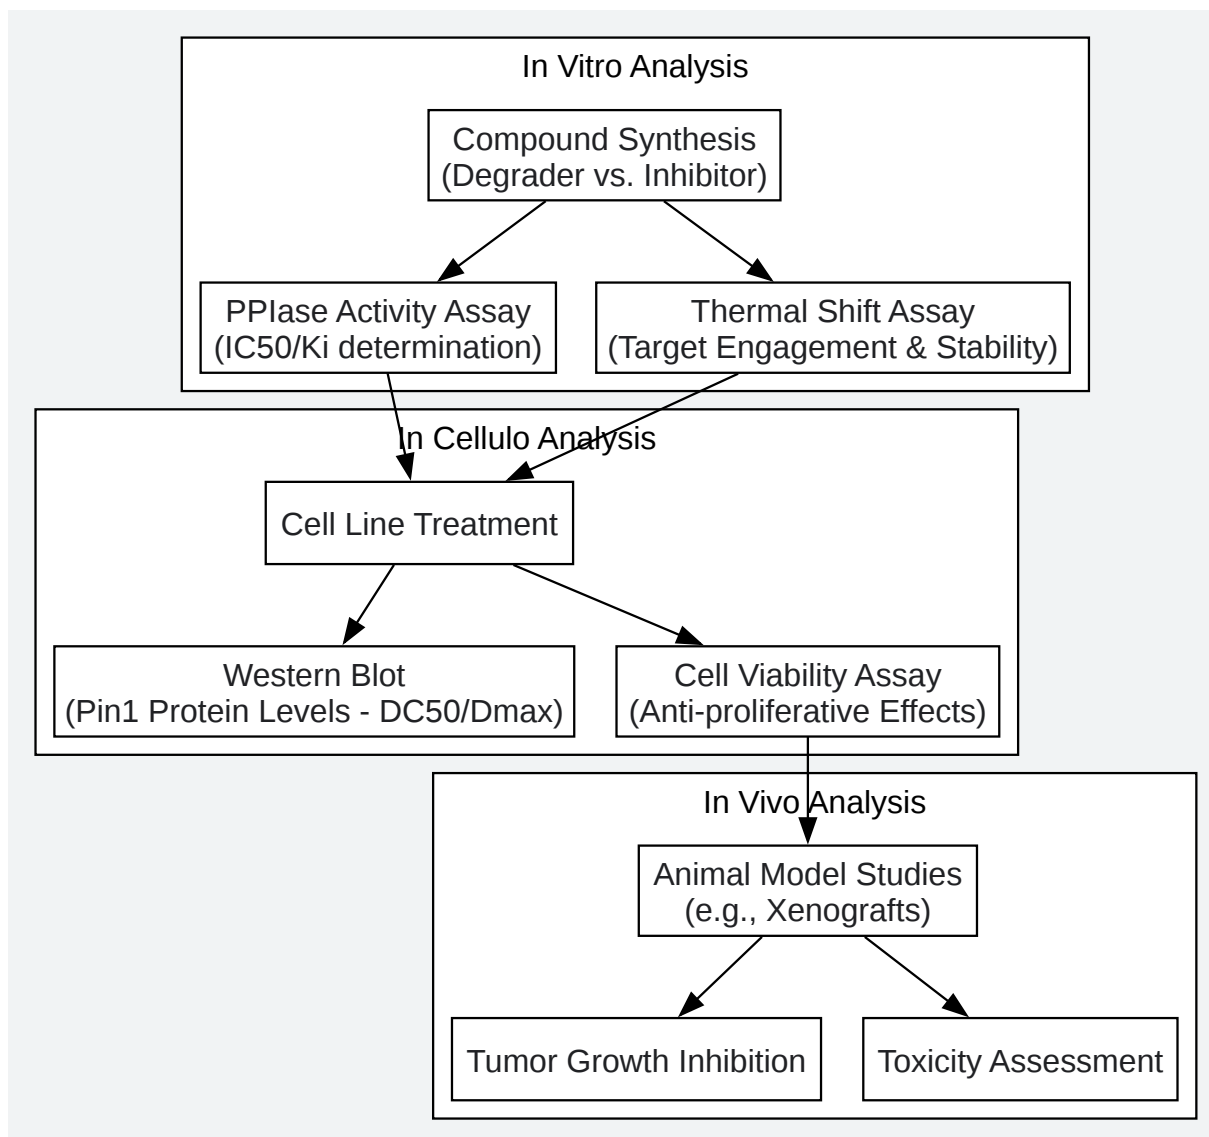 In Vitro Analysis
Compound Synthesis
(Degrader vs. Inhibitor)
PPIase Activity Assay
(IC50/Ki determination)
Thermal Shift Assay
(Target Engagement & Stability)
In Cellulo Analysis
Cell Line Treatment
Western Blot
(Pin1 Protein Levels - DC50/Dmax)
Cell Viability Assay
(Anti-proliferative Effects)
In Vivo Analysis
Animal Model Studies
(e.g., Xenografts)
Tumor Growth Inhibition
Toxicity Assessment